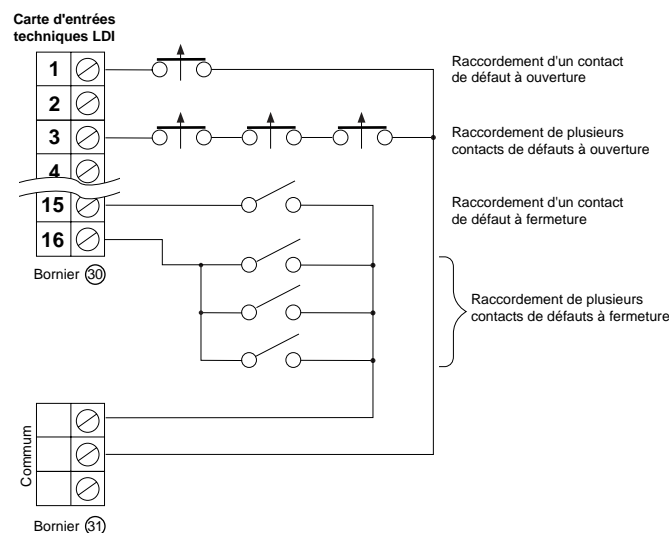 Carte d'entrées
techniques LDI
1
Raccordement d'un contact
de défaut à ouverture
2
3
Raccordement de plusieurs
contacts de défauts à ouverture
4
15
Raccordement d'un contact
de défaut à fermeture
16
Bornier 30
Raccordement de plusieurs
contacts de défauts à fermeture
Commum
Bornier 31